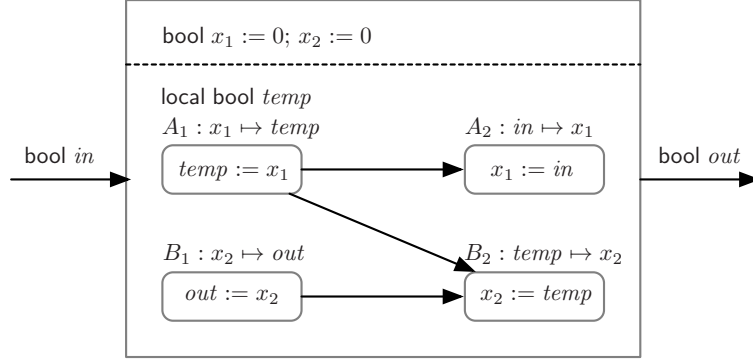 bool x₁ := 0; x₂ := 0
local bool temp
A₁ : x₁ ↦ temp
A₂ : in ↦ x₁
bool in
temp := x₁
x₁ := in
bool out
B₁ : x₂ ↦ out
B₂ : temp ↦ x₂
out := x₂
x₂ := temp